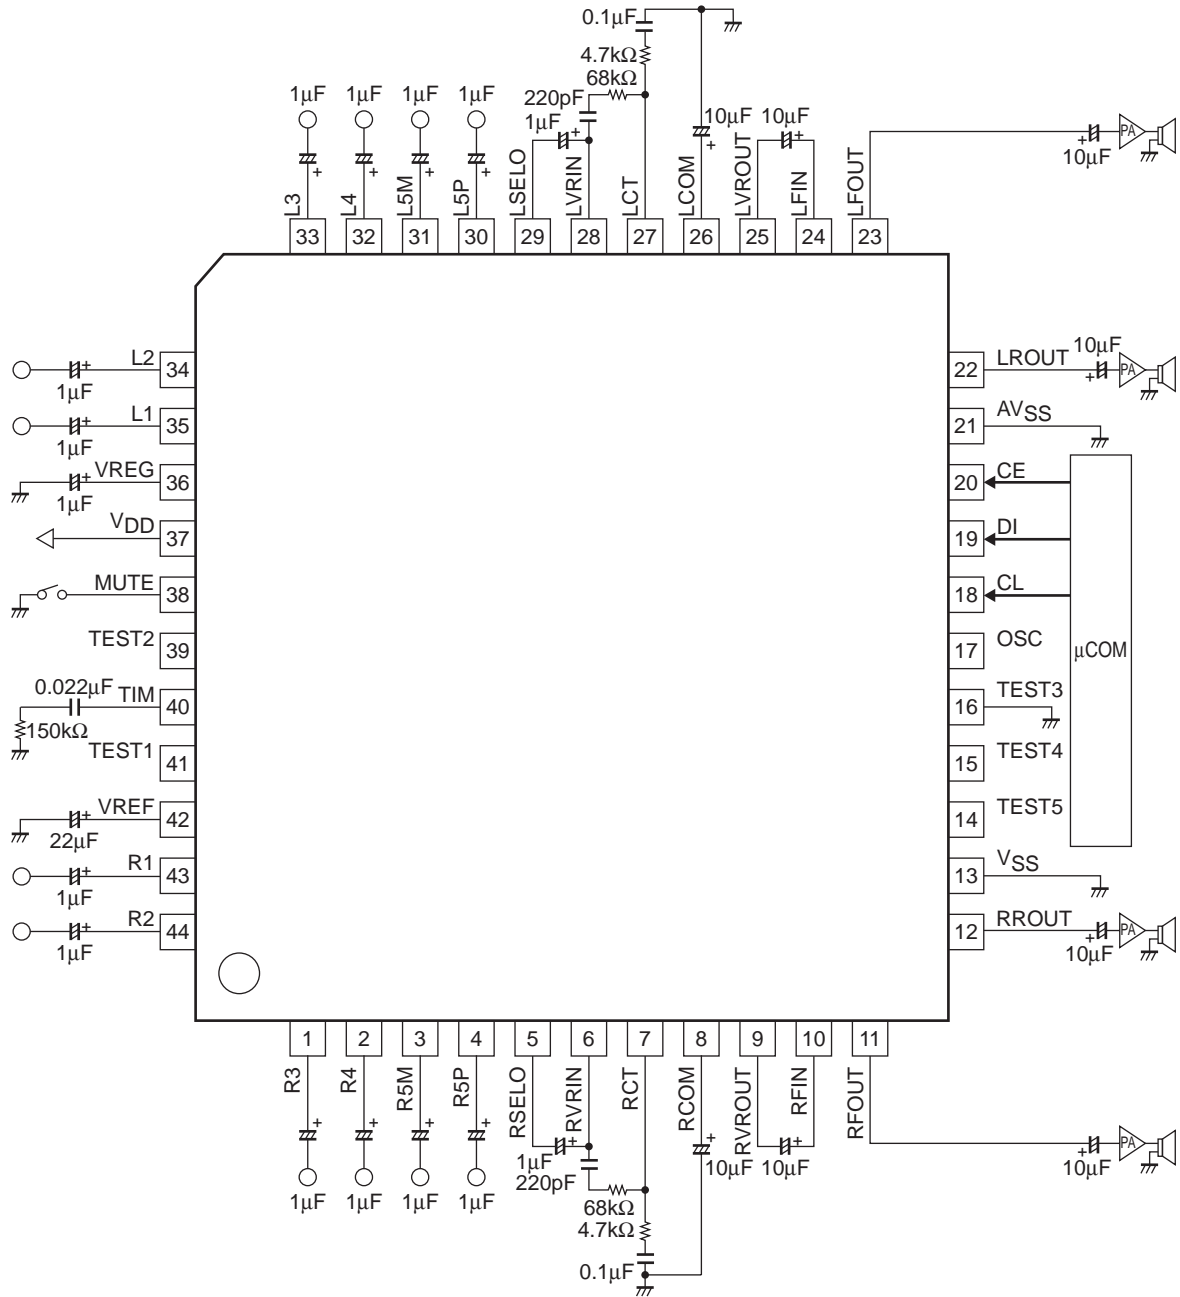 0.1µF
4.7kΩ
68kΩ
1µF 1µF 1µF 1µF
220pF
1µF
10µF 10µF
PA
10µF
L3 L4 L5M L5P LSELO LVRIN LCT LCOM LVROUT LFIN LFOUT
33 32 31 30 29 28 27 26 25 24 23
L2 34
1µF
L1 35
1µF
VREG 36
1µF
VDD 37
MUTE 38
TEST2 39
0.022µF TIM 40
150kΩ
TEST1 41
VREF 42
22µF
R1 43
1µF
R2 44
1µF
22 LROUT 10µF PA
21 AVSS
20 CE
19 DI
18 CL
17 OSC
µCOM
16 TEST3
15 TEST4
14 TEST5
13 VSS
12 RROUT PA
10µF
1 2 3 4 5 6 7 8 9 10 11
R3 R4 R5M R5P RSELO RVRIN RCT RCOM RVROUT RFIN RFOUT
1µF
220pF
10µF 10µF
PA
10µF
1µF 1µF 1µF 1µF
68kΩ
4.7kΩ
0.1µF